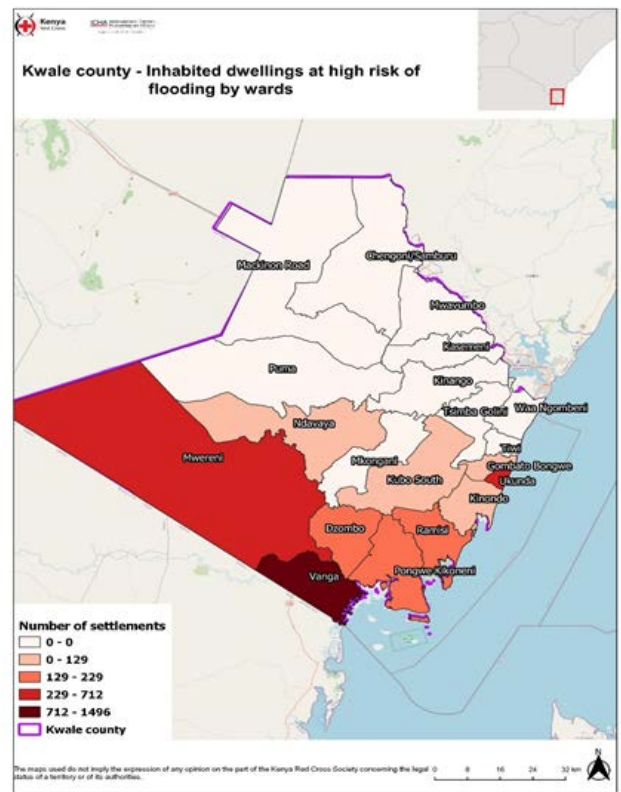 Kenya
Red Cross
ICHA
Kwale county - Inhabited dwellings at high risk of
flooding by wards
Mackinon Road
Chengoni/Samburu
Mwavumbo
Kasemeni
Puma
Kinango
Tsimba Golini
Waa Ngombeni
Ndavaya
Tiwi
Mwereni
Mkongani
Gombato Bongwe
Kubo South
Ukunda
Kinondo
Dzombo
Ramisi
Vanga
Pongwe Kikoneni
Number of settlements
0 - 0
0 - 129
129 - 229
229 - 712
712 - 1496
Kwale county
N
The maps used do not imply the expression of any opinion on the part of the Kenya Red Cross Society concerning the legal
status of a territory or of its authorities.
0 8 16 24 32 km